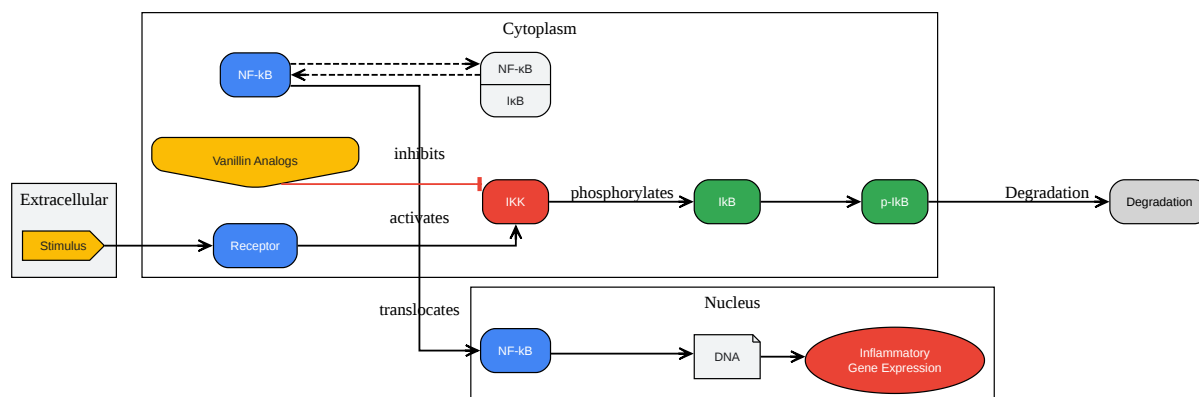 Cytoplasm
NF-kB
NF-κB
IκB
Vanillin Analogs
inhibits
Extracellular
Stimulus
Receptor
activates
IKK
phosphorylates
IkB
p-IkB
Degradation
Degradation
translocates
Nucleus
NF-kB
DNA
Inflammatory
Gene Expression